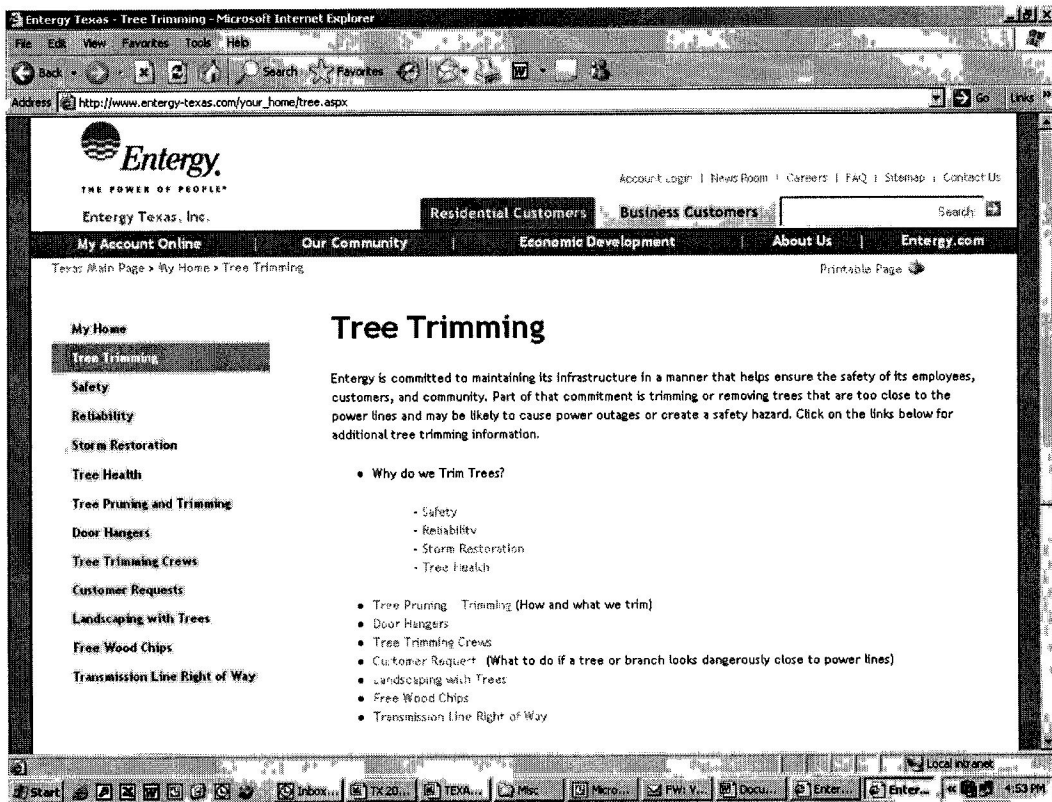 Entergy Texas - Tree Trimming - Microsoft Internet Explorer
File Edit View Favorites Tools Help
Back Search Favorites
Address http://www.entergy-texas.com/your_home/tree.aspx Go Links »
Entergy
THE POWER OF PEOPLE®
Account Login | News Room | Careers | FAQ | Sitemap | Contact Us
Entergy Texas, Inc. Residential Customers Business Customers Search
My Account Online | Our Community | Economic Development | About Us | Entergy.com
Texas Main Page > My Home > Tree Trimming Printable Page
My Home
Tree Trimming
Safety
Reliability
Storm Restoration
Tree Health
Tree Pruning and Trimming
Door Hangers
Tree Trimming Crews
Customer Requests
Landscaping with Trees
Free Wood Chips
Transmission Line Right of Way
Tree Trimming
Entergy is committed to maintaining its infrastructure in a manner that helps ensure the safety of its employees,
customers, and community. Part of that commitment is trimming or removing trees that are too close to the
power lines and may be likely to cause power outages or create a safety hazard. Click on the links below for
additional tree trimming information.
• Why do we Trim Trees?
- Safety
- Reliability
- Storm Restoration
- Tree Health
• Tree Pruning Trimming (How and what we trim)
• Door Hangers
• Tree Trimming Crews
• Customer Request (What to do if a tree or branch looks dangerously close to power lines)
• Landscaping with Trees
• Free Wood Chips
• Transmission Line Right of Way
Local intranet
Start Inbox... TX 20... TEXA... Misc Micro... FW: V... Docu... Enter... Enter... « 4:53 PM